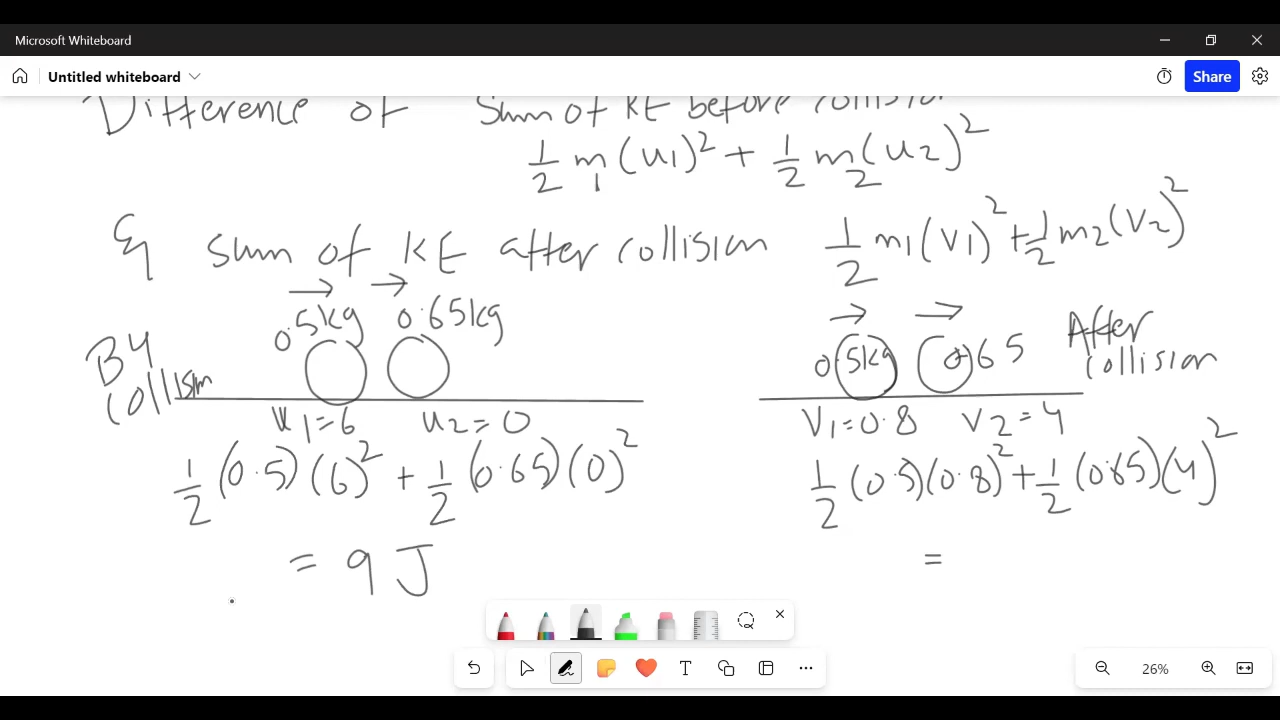 Microsoft Whiteboard
Untitled whiteboard
Share
Difference of Sum of KE before collision
1/2 m1 (u1)² + 1/2 m2 (u2)²
& Sum of KE after collision 1/2 m1 (v1)² + 1/2 m2 (v2)²
0.5kg 0.65kg
B4 Collision
0.5kg 0.65
After collision
u1=6 u2=0
V1=0.8 V2=4
1/2 (0.5) (6)² + 1/2 (0.65) (0)²
1/2 (0.5)(0.8)² + 1/2 (0.65)(4)²
= 9 J
=
T
26%